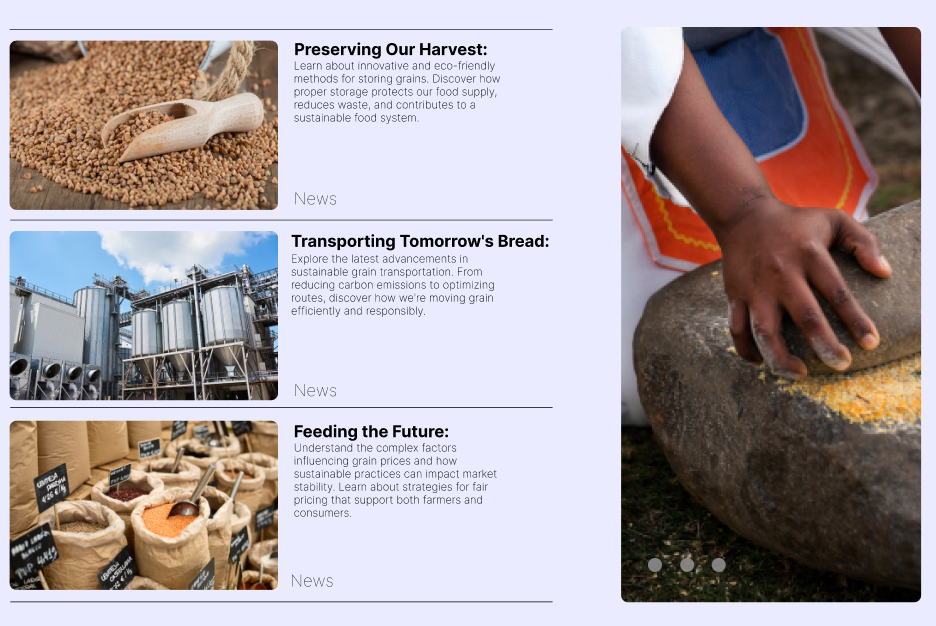 Preserving Our Harvest:
Learn about innovative and eco-friendly
methods for storing grains. Discover how
proper storage protects our food supply,
reduces waste, and contributes to a
sustainable food system.
News
Transporting Tomorrow's Bread:
Explore the latest advancements in
sustainable grain transportation. From
reducing carbon emissions to optimizing
routes, discover how we're moving grain
efficiently and responsibly.
News
Feeding the Future:
Understand the complex factors
influencing grain prices and how
sustainable practices can impact market
stability. Learn about strategies for fair
pricing that support both farmers and
consumers.
News